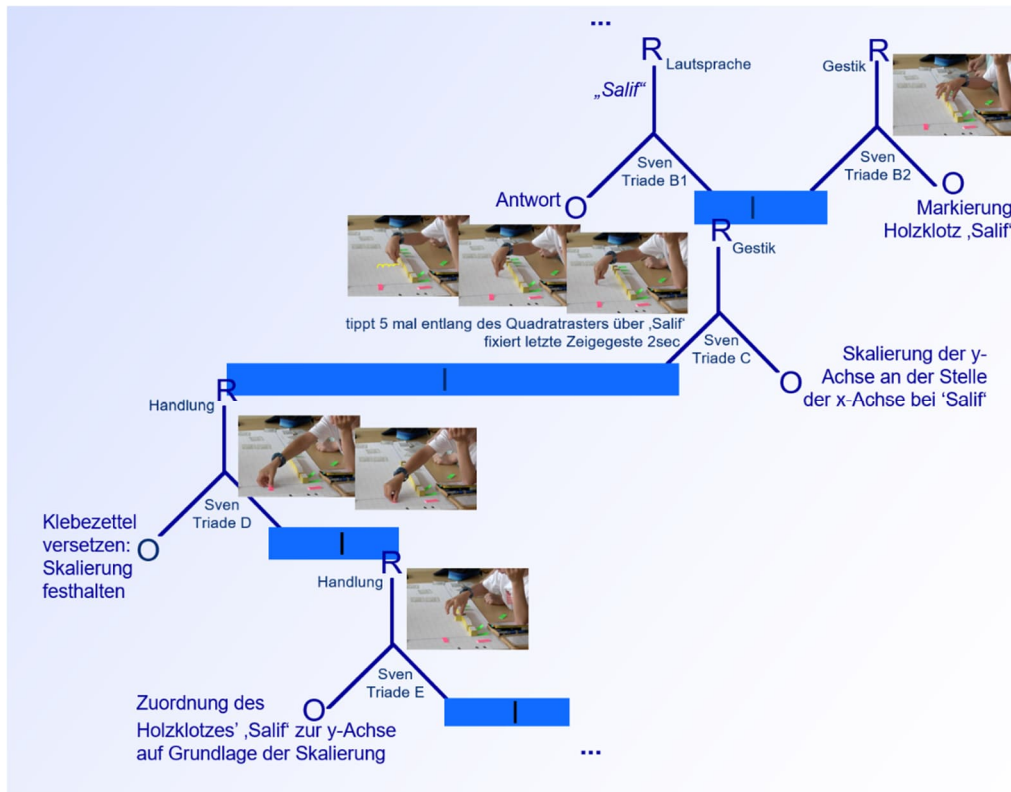 ...
R
Lautsprache
„Salif“
Sven
Triade B1
Antwort
O
R
Gestik
Sven
Triade B2
O
Markierung
Holzklotz ‚Salif‘
I
R
Gestik
tippt 5 mal entlang des Quadratrasters über ‚Salif‘
fixiert letzte Zeigegeste 2sec
Sven
Triade C
O
Skalierung der y-
Achse an der Stelle
der x-Achse bei ‘Salif‘
I
R
Handlung
Sven
Triade D
O
Klebezettel
versetzen:
Skalierung
festhalten
I
R
Handlung
Sven
Triade E
O
Zuordnung des
Holzklotzes’ ‚Salif‘ zur y-Achse
auf Grundlage der Skalierung
I
...